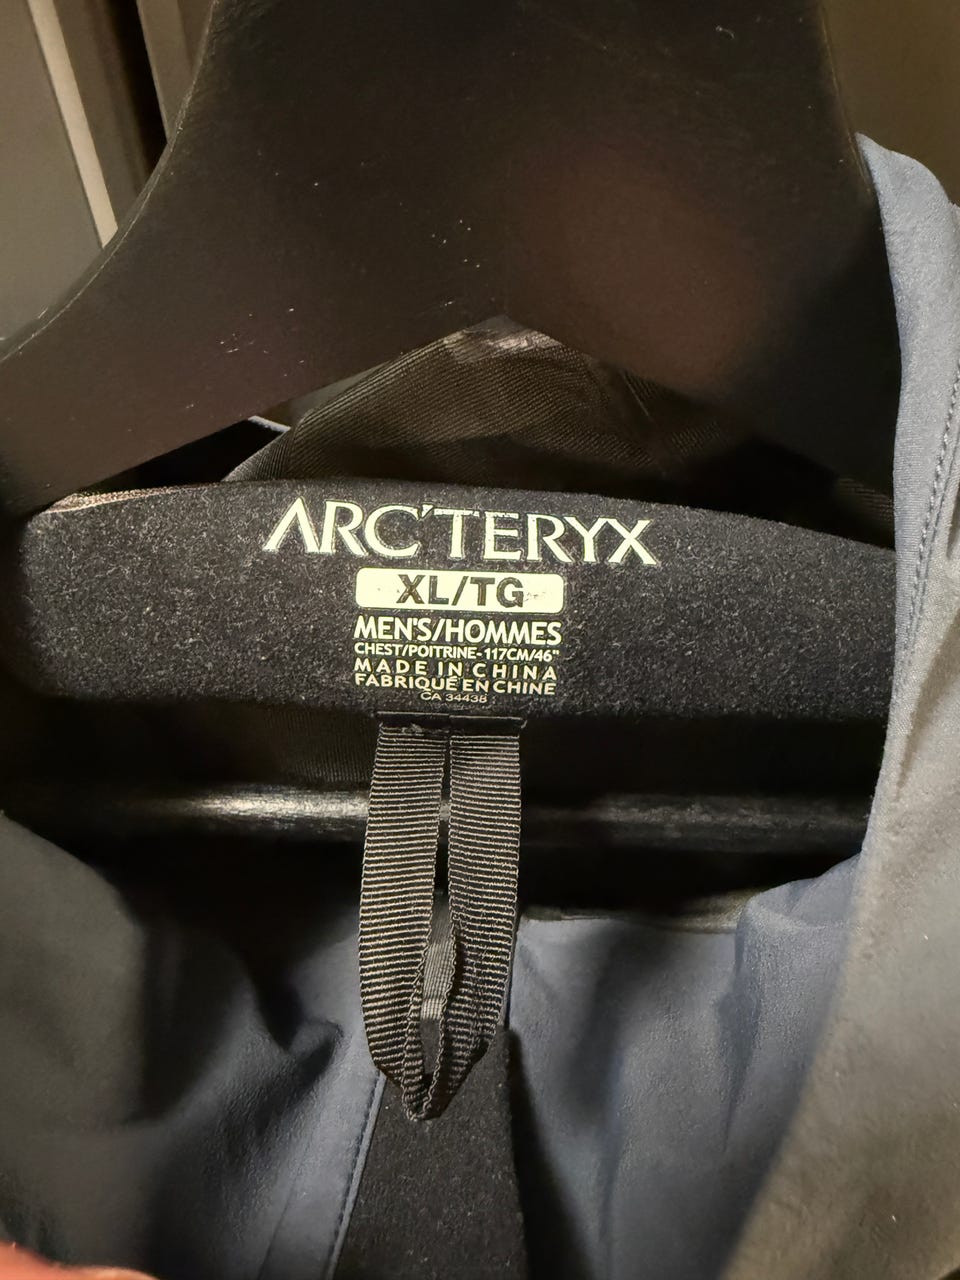 ARC'TERYX
XL/TG
MEN'S/HOMMES
CHEST/POITRINE-117CM/46"
MADE IN CHINA
FABRIQUÉ EN CHINE
CA 34438